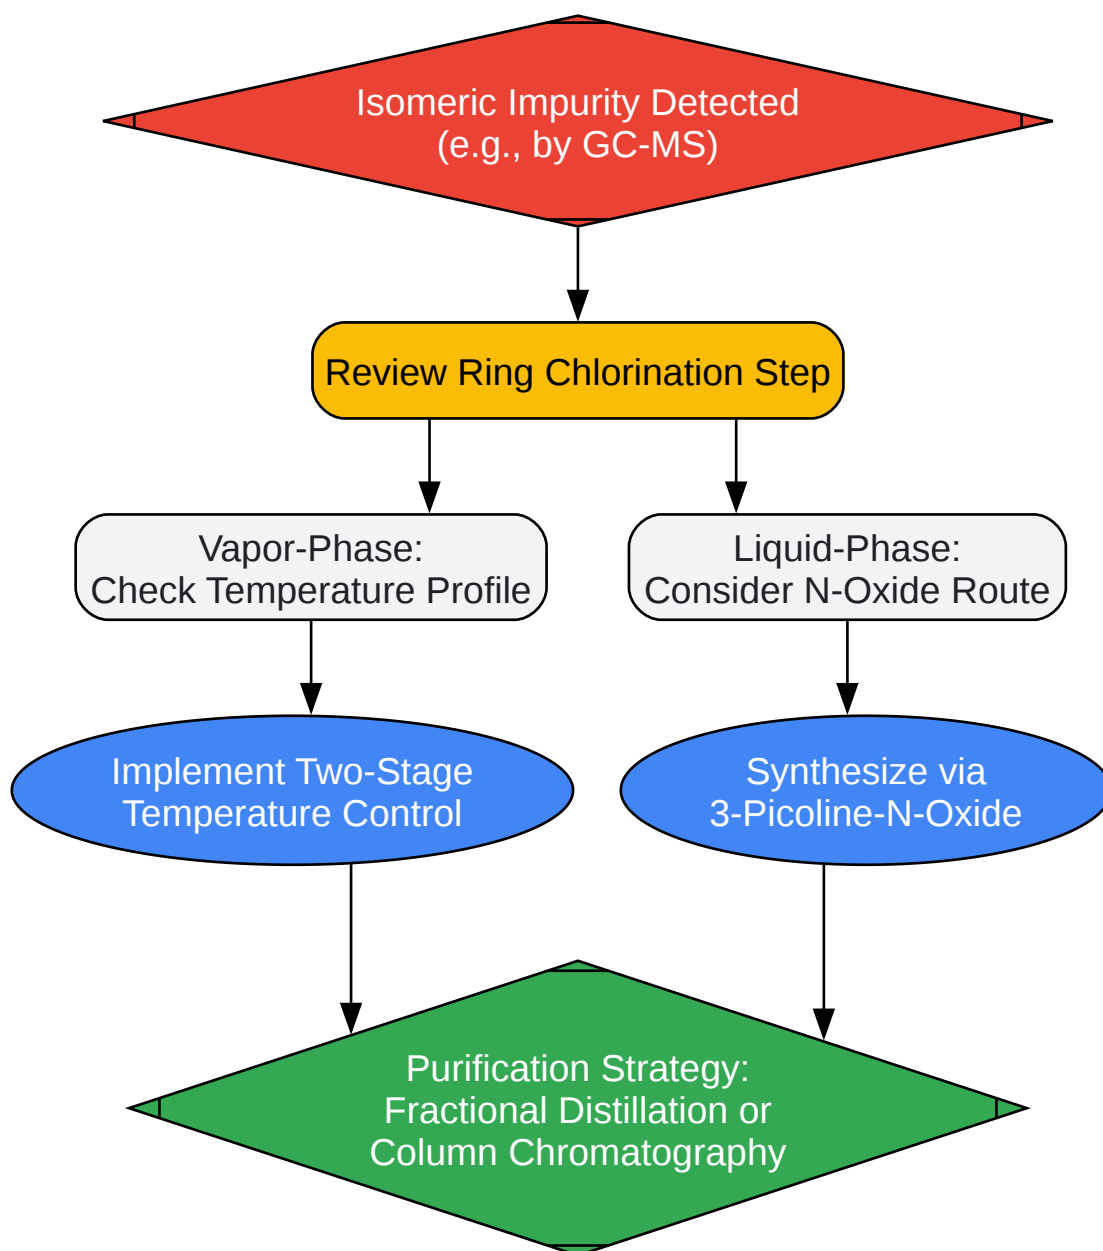 Isomeric Impurity Detected
(e.g., by GC-MS)
Review Ring Chlorination Step
Vapor-Phase:
Check Temperature Profile
Liquid-Phase:
Consider N-Oxide Route
Implement Two-Stage
Temperature Control
Synthesize via
3-Picoline-N-Oxide
Purification Strategy:
Fractional Distillation or
Column Chromatography